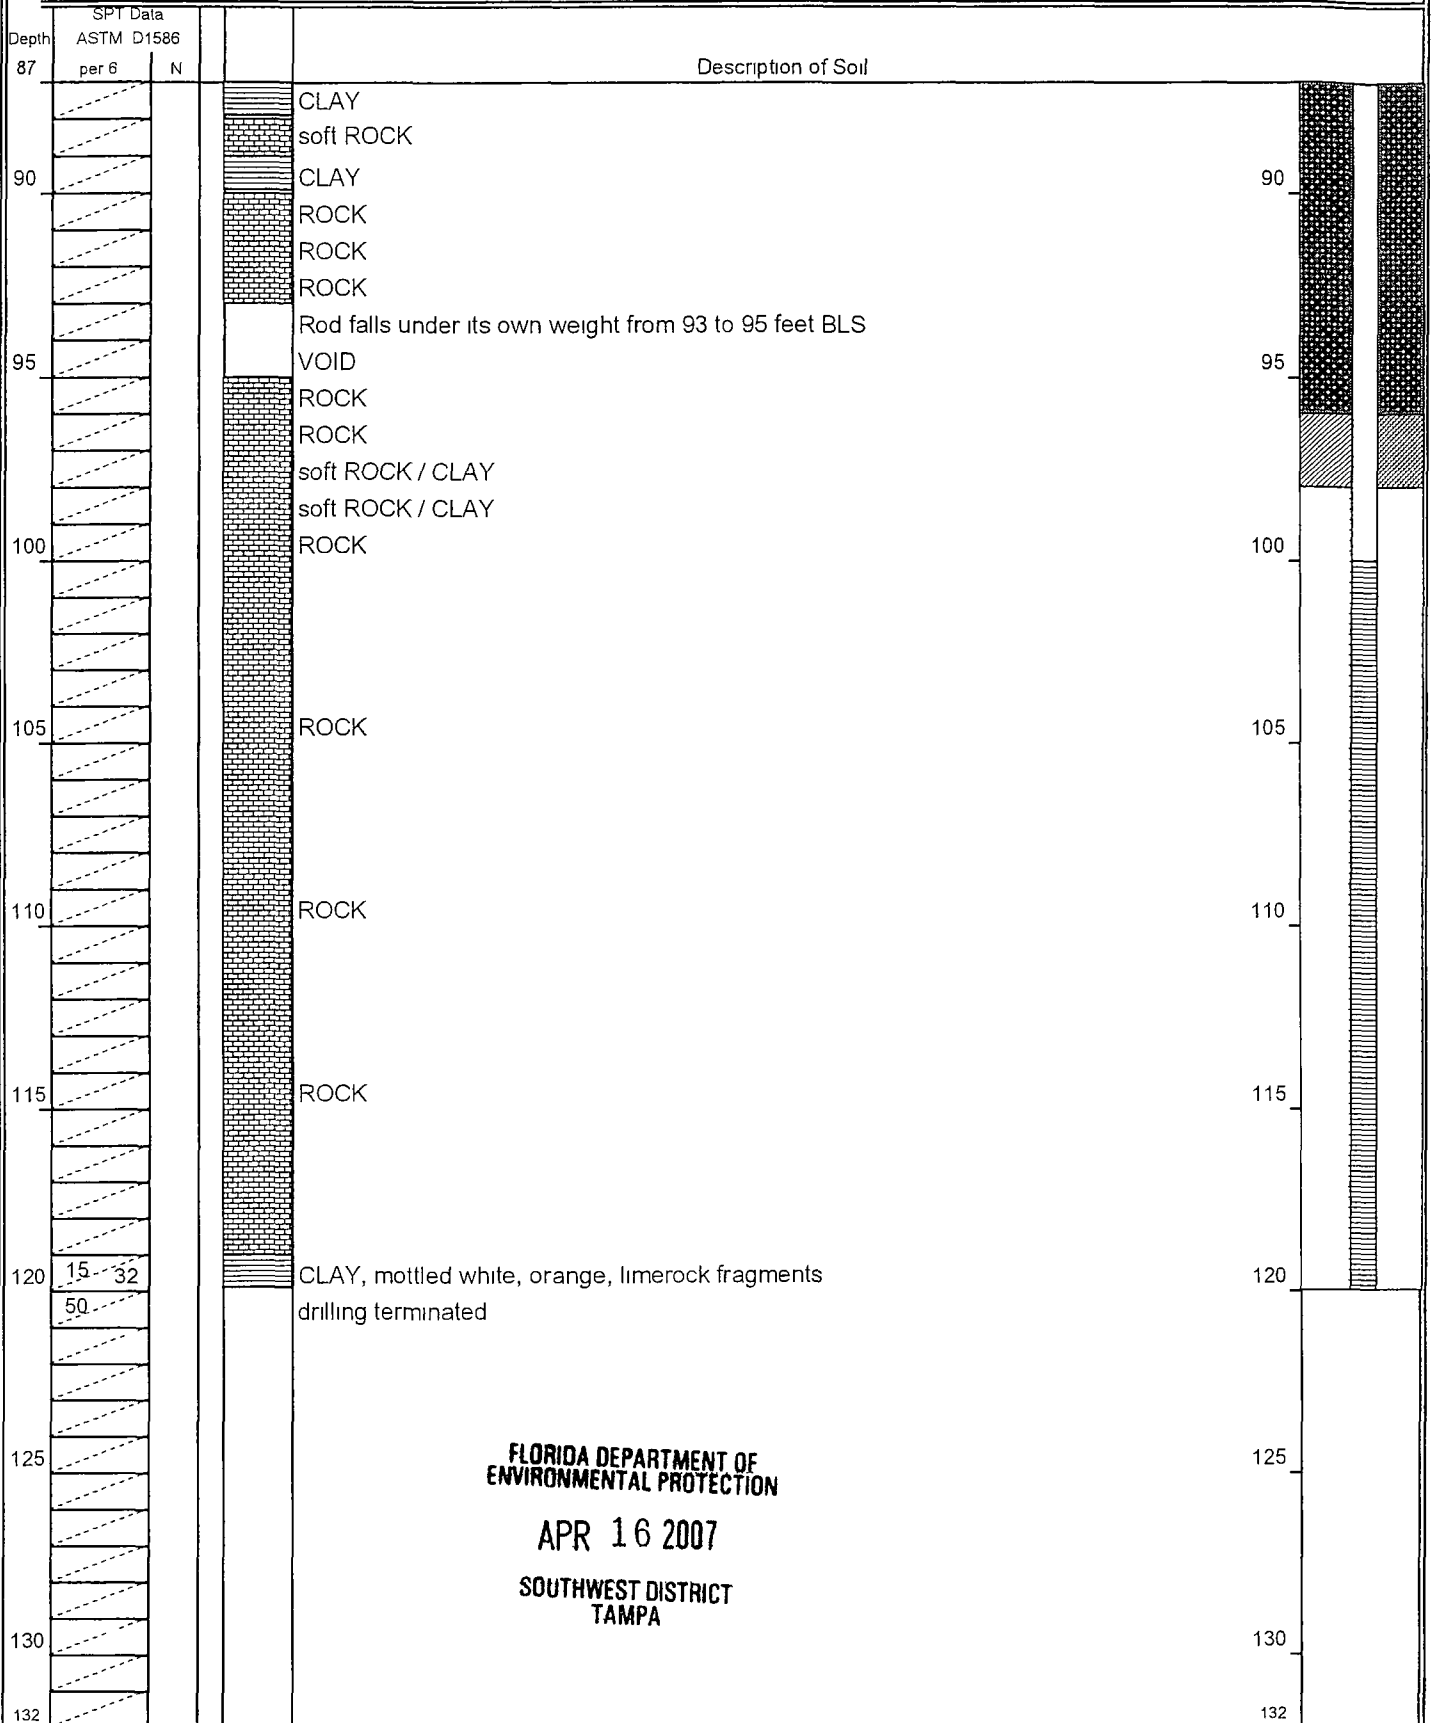 SPT Data
Depth ASTM D1586
87 per 6 N Description of Soil
CLAY
soft ROCK
90 CLAY 90
ROCK
ROCK
ROCK
Rod falls under its own weight from 93 to 95 feet BLS
95 VOID 95
ROCK
ROCK
soft ROCK / CLAY
soft ROCK / CLAY
100 ROCK 100
105 ROCK 105
110 ROCK 110
115 ROCK 115
120 15 32 CLAY, mottled white, orange, limerock fragments 120
50 drilling terminated
125 125
FLORIDA DEPARTMENT OF
ENVIRONMENTAL PROTECTION
APR 16 2007
SOUTHWEST DISTRICT
TAMPA
130 130
132 132